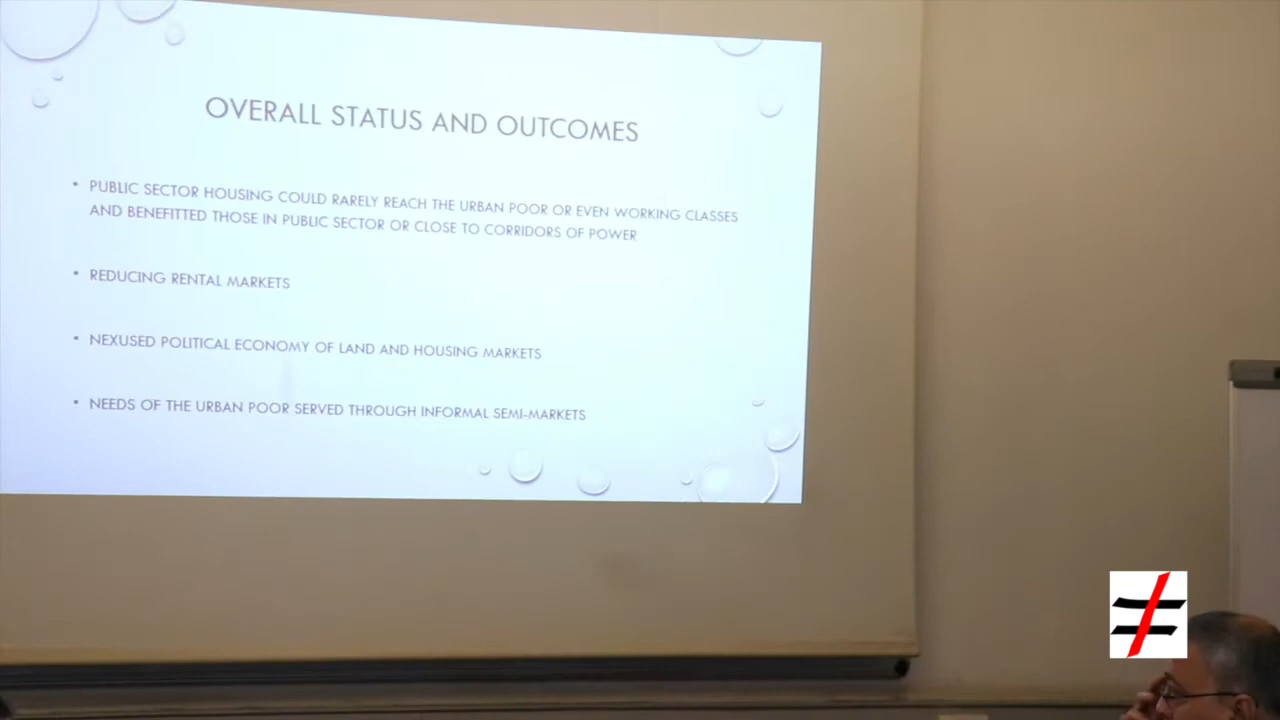 OVERALL STATUS AND OUTCOMES
• PUBLIC SECTOR HOUSING COULD RARELY REACH THE URBAN POOR OR EVEN WORKING CLASSES
AND BENEFITTED THOSE IN PUBLIC SECTOR OR CLOSE TO CORRIDORS OF POWER
• REDUCING RENTAL MARKETS
• NEXUSED POLITICAL ECONOMY OF LAND AND HOUSING MARKETS
• NEEDS OF THE URBAN POOR SERVED THROUGH INFORMAL SEMI-MARKETS